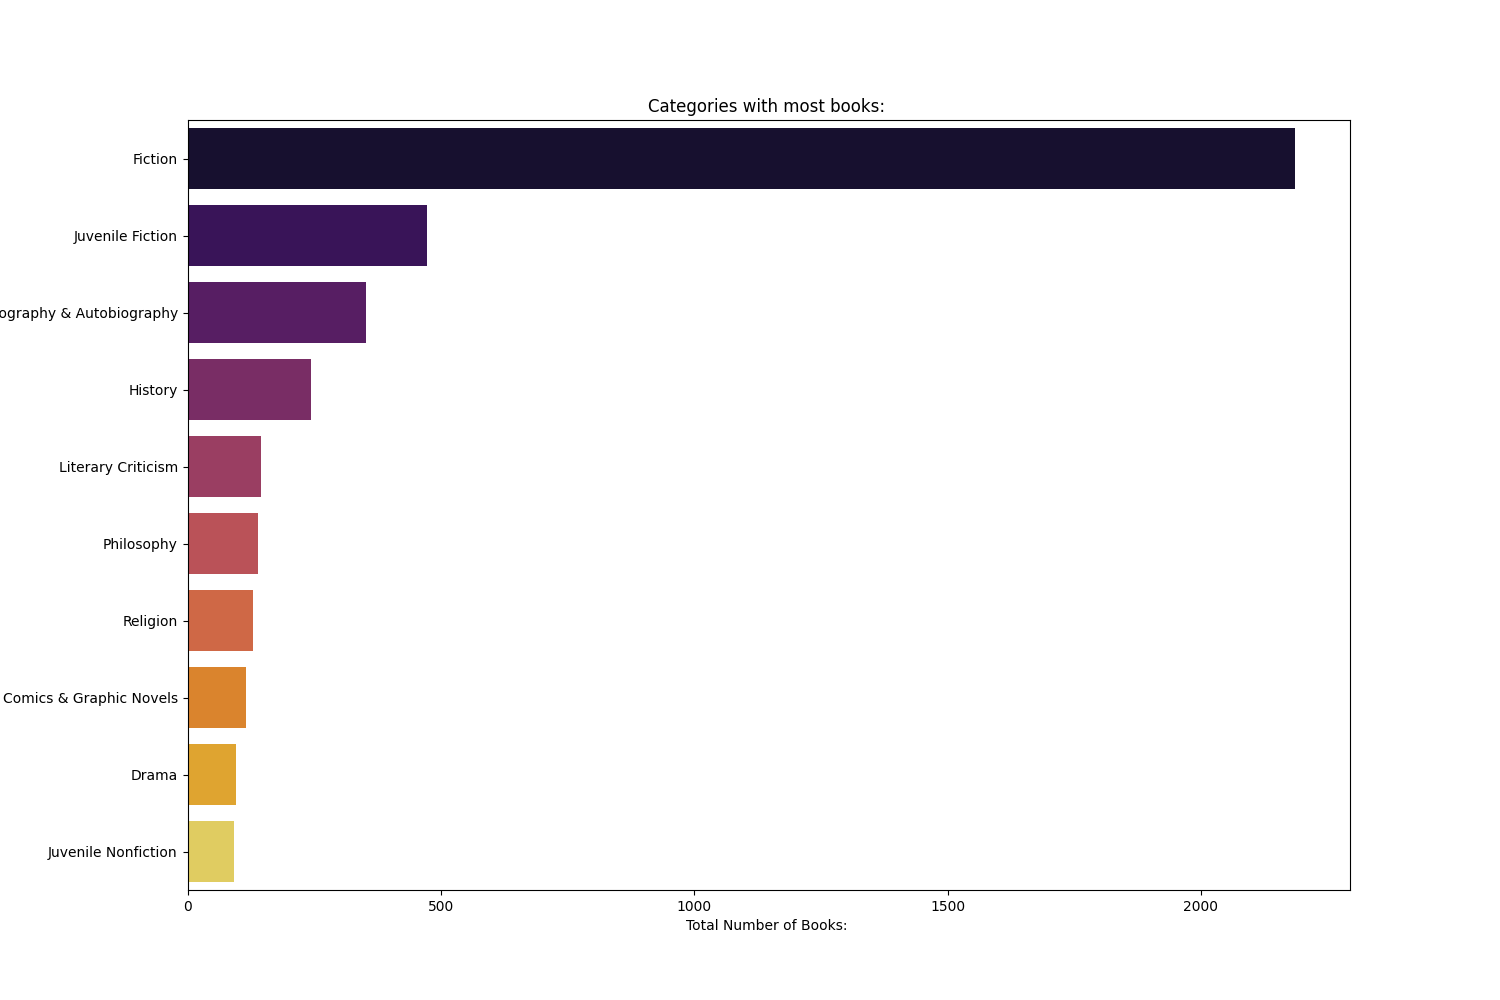 Categories with most books:
Fiction
Juvenile Fiction
ography & Autobiography
History
Literary Criticism
Philosophy
Religion
Comics & Graphic Novels
Drama
Juvenile Nonfiction
0 500 1000 1500 2000
Total Number of Books: